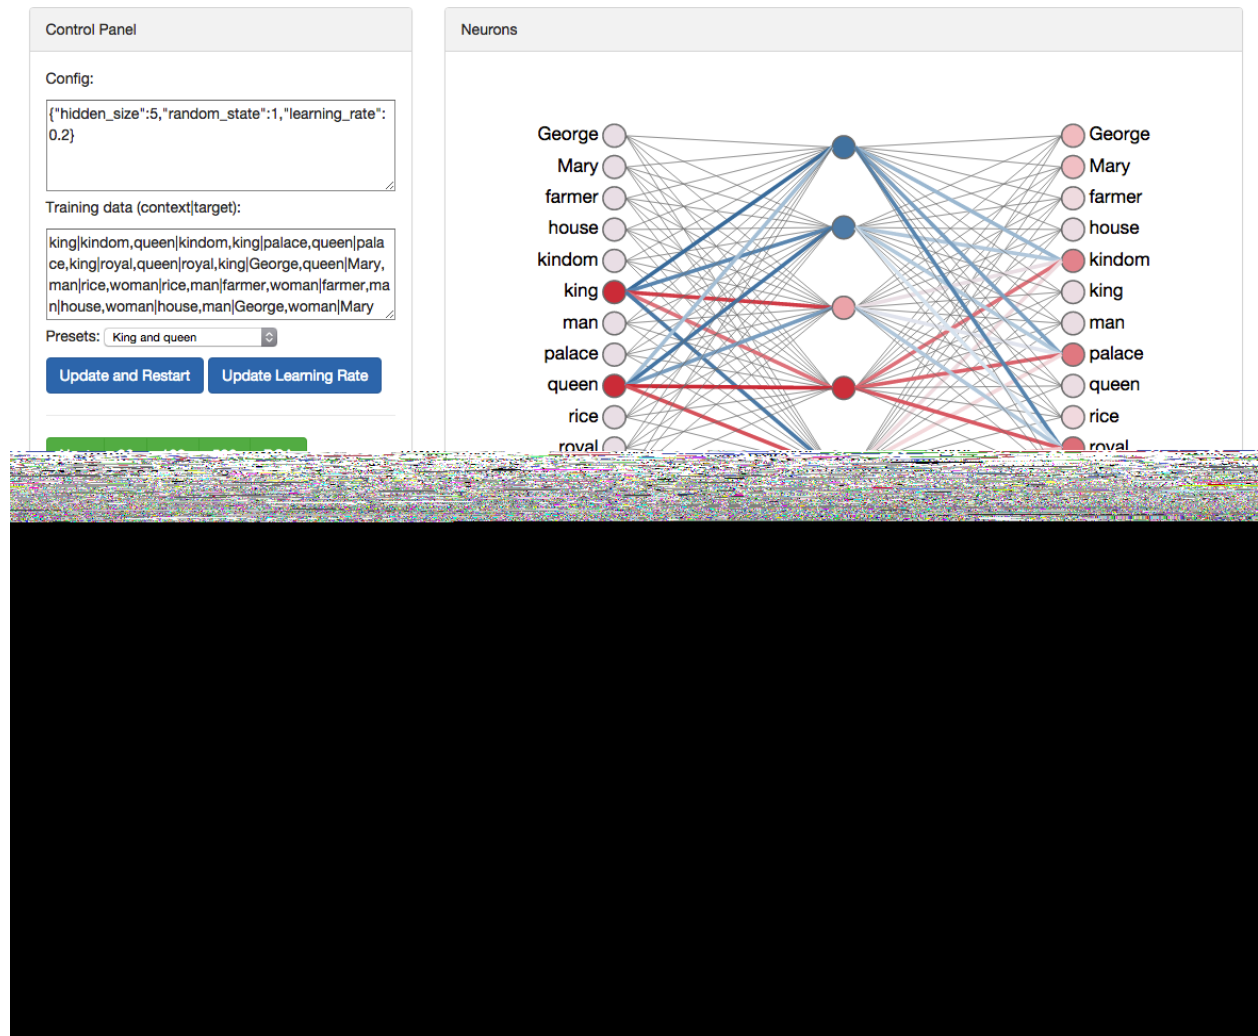 Control Panel
Config:
{"hidden_size":5,"random_state":1,"learning_rate":
0.2}
Training data (context|target):
king|kindom,queen|kindom,king|palace,queen|pala
ce,king|royal,queen|royal,king|George,queen|Mary,
man|rice,woman|rice,man|farmer,woman|farmer,ma
n|house,woman|house,man|George,woman|Mary
Presets: King and queen
Update and Restart Update Learning Rate
Neurons
George George
Mary Mary
farmer farmer
house house
kindom kindom
king king
man man
palace palace
queen queen
rice rice
royal royal